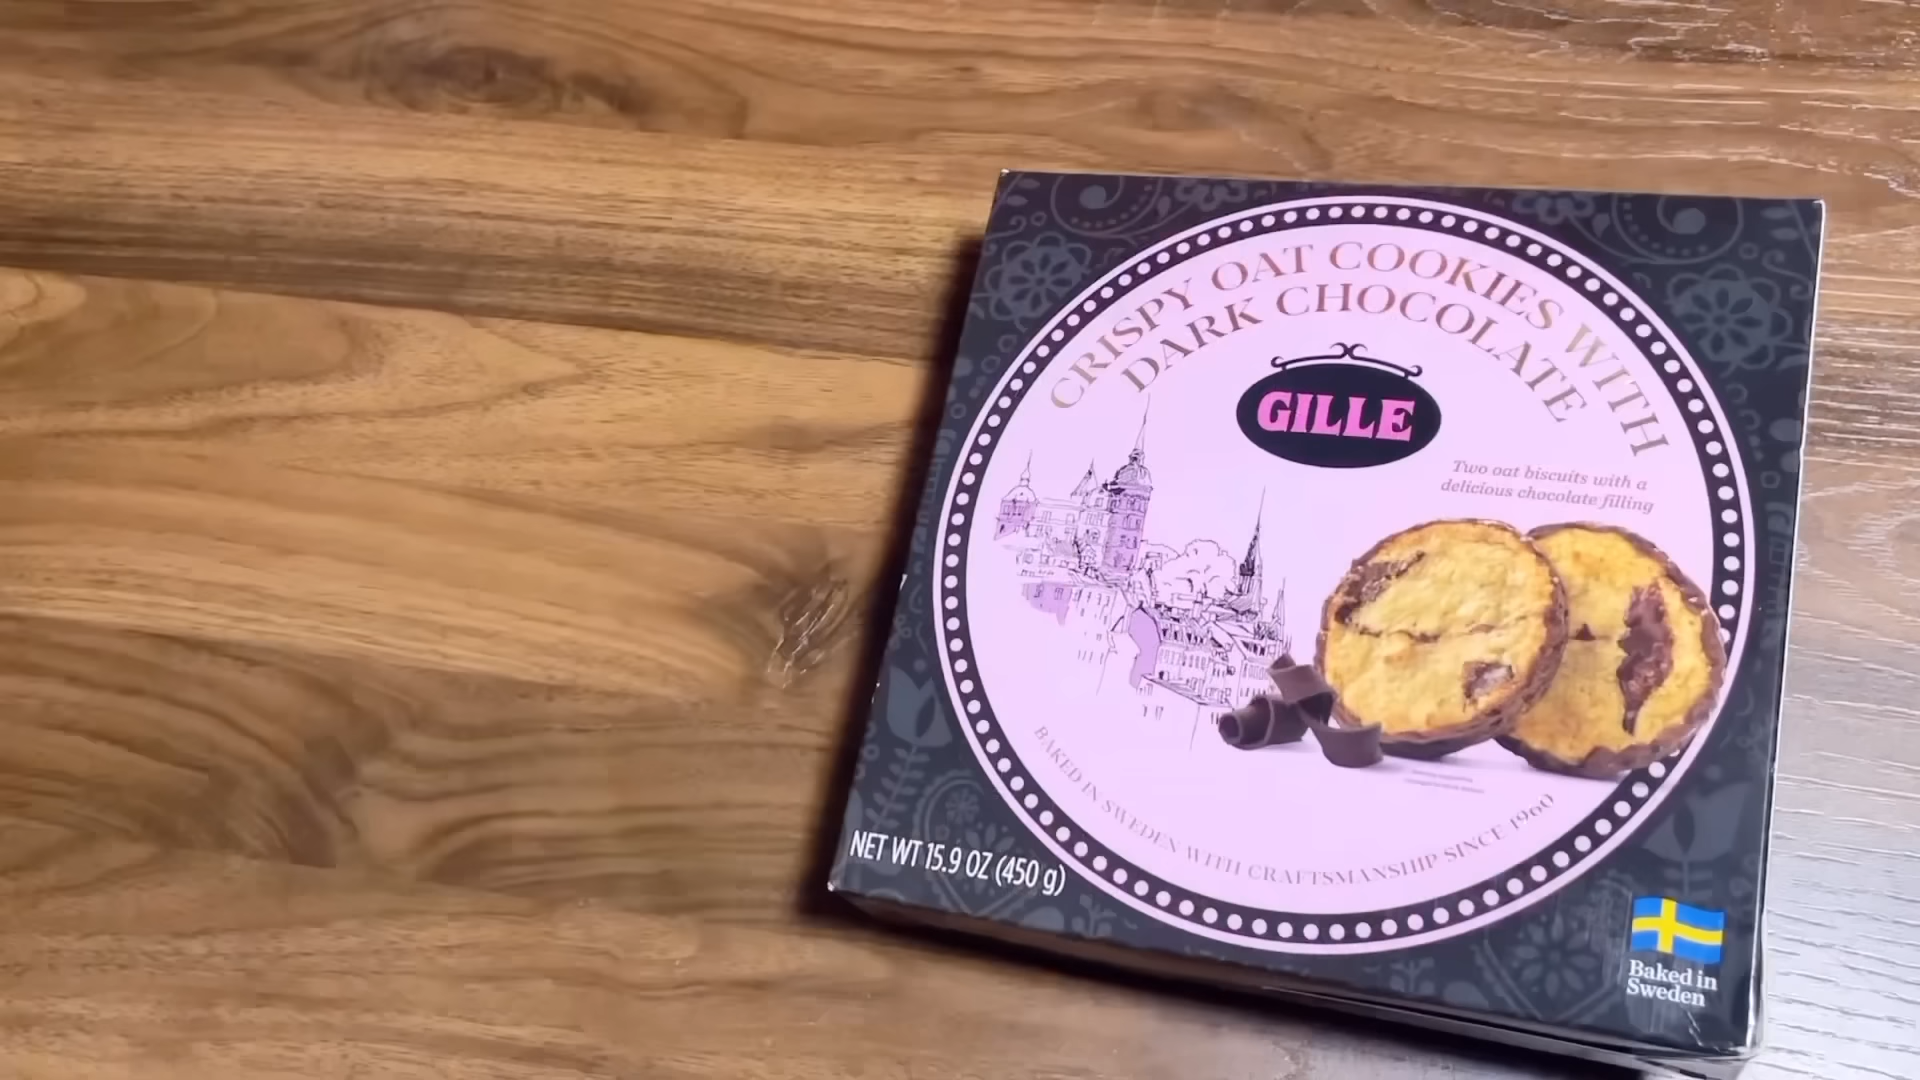 CRISPY OAT COOKIES WITH
DARK CHOCOLATE
GILLE
Two oat biscuits with a
delicious chocolate filling
BAKED IN SWEDEN WITH CRAFTSMANSHIP SINCE 1960
NET WT 15.9 OZ (450 g)
Baked in
Sweden